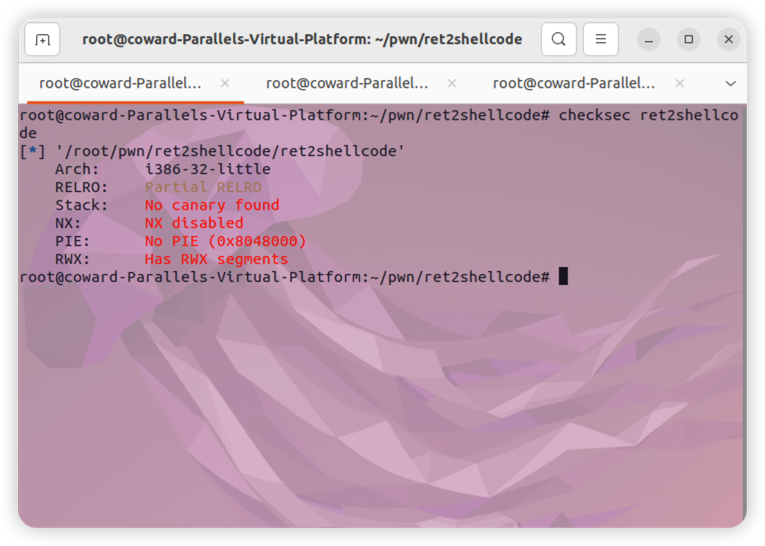 root@coward-Parallels-Virtual-Platform: ~/pwn/ret2shellcode
root@coward-Parallel... × root@coward-Parallel... × root@coward-Parallel... ×
root@coward-Parallels-Virtual-Platform:~/pwn/ret2shellcode# checksec ret2shellco
de
[*] '/root/pwn/ret2shellcode/ret2shellcode'
    Arch:     i386-32-little
    RELRO:    Partial RELRO
    Stack:    No canary found
    NX:       NX disabled
    PIE:      No PIE (0x8048000)
    RWX:      Has RWX segments
root@coward-Parallels-Virtual-Platform:~/pwn/ret2shellcode#